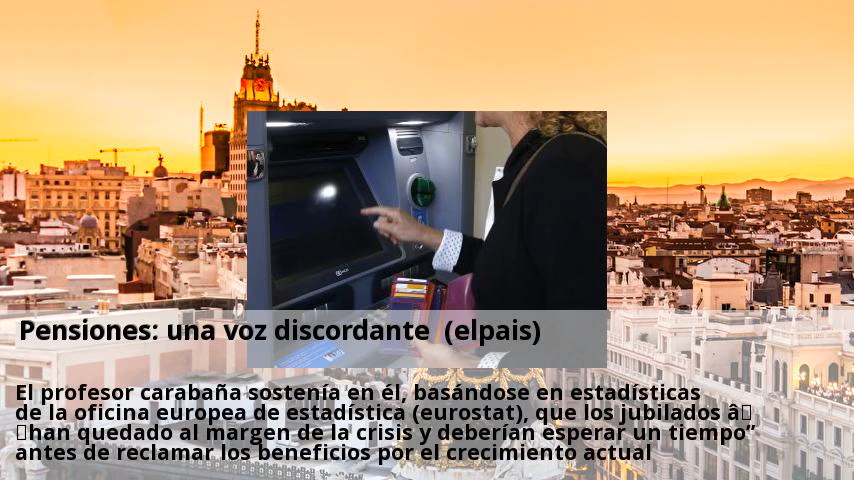 Pensiones: una voz discordante (elpais)
El profesor carabaña sostenía en él, basándose en estadísticas
de la oficina europea de estadística (eurostat), que los jubilados â
han quedado al margen de la crisis y deberían esperar un tiempo”
antes de reclamar los beneficios por el crecimiento actual